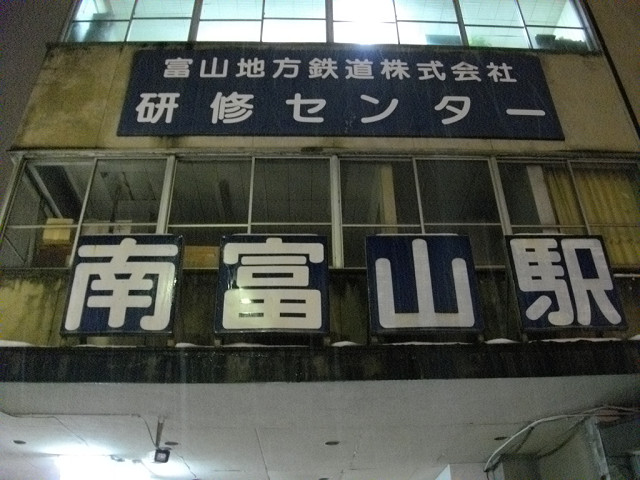 富山地方鉄道株式会社
研修センター
南富山駅